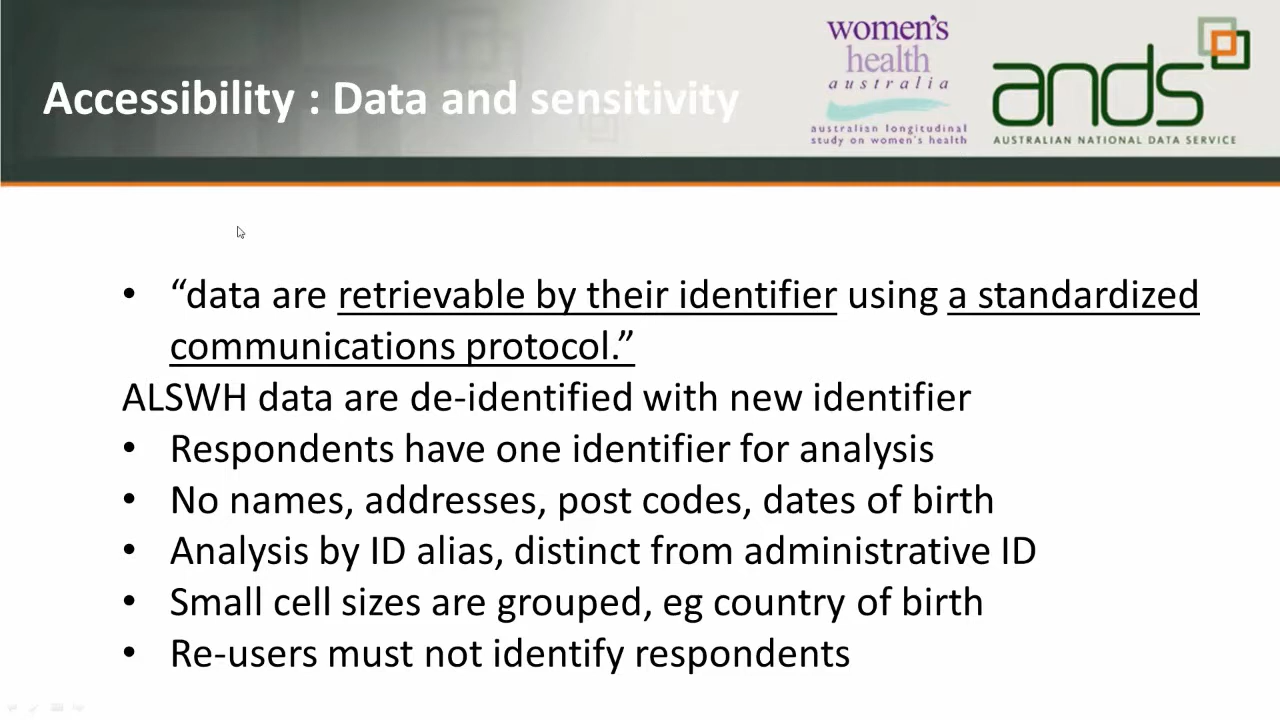 Accessibility : Data and sensitivity
women's
health
australia
australian longitudinal
study on women's health
ands
AUSTRALIAN NATIONAL DATA SERVICE
• “data are retrievable by their identifier using a standardized
communications protocol.”
ALSWH data are de-identified with new identifier
• Respondents have one identifier for analysis
• No names, addresses, post codes, dates of birth
• Analysis by ID alias, distinct from administrative ID
• Small cell sizes are grouped, eg country of birth
• Re-users must not identify respondents